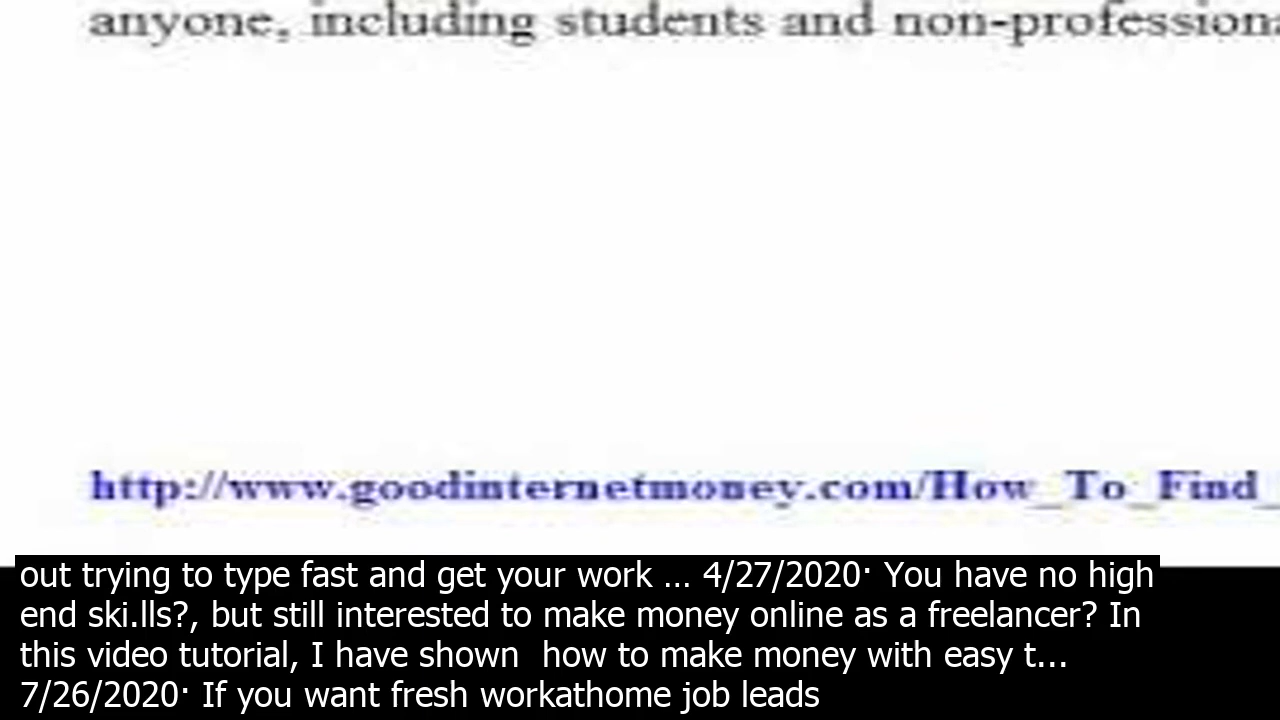 anyone, including students and
http://www.goodinternetmoney.com/How_To_Find_
out trying to type fast and get your work ... 4/27/2020· You have no high
end ski.lls?, but still interested to make money online as a freelancer? In
this video tutorial, I have shown  how to make money with easy t...
7/26/2020· If you want fresh workathome job leads